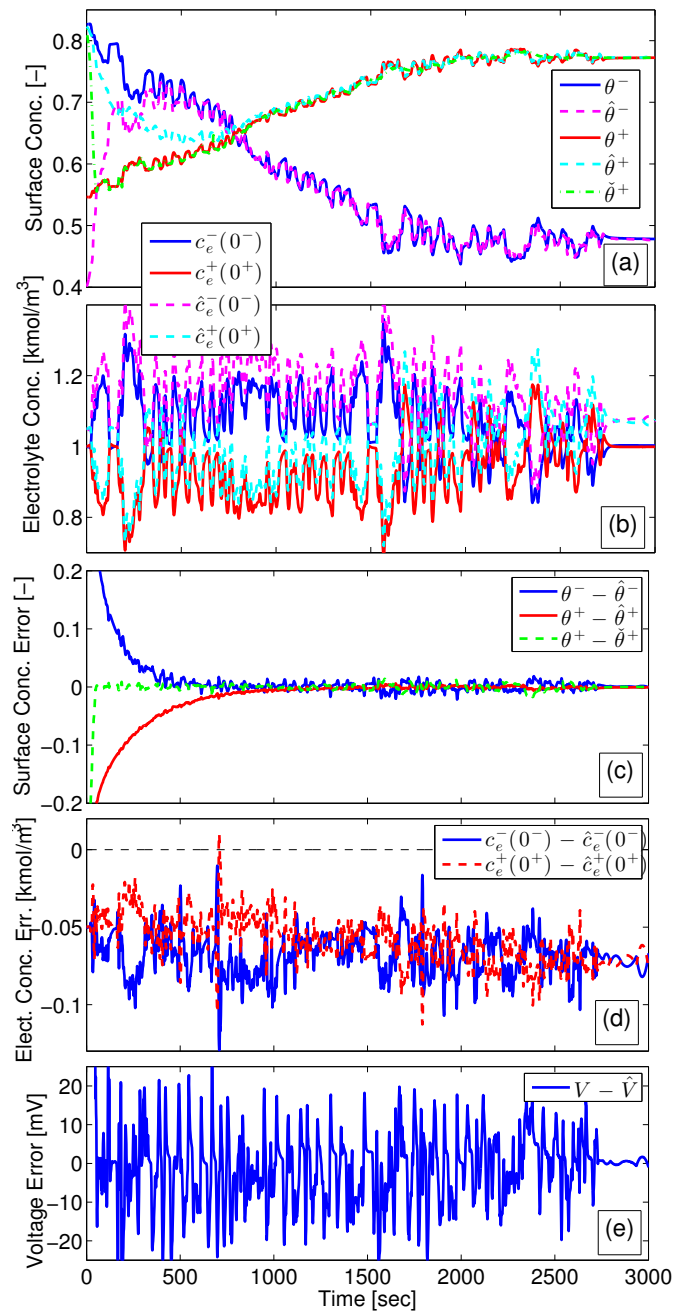 0.8
0.7
0.6
0.5
0.4
Surface Conc. [−]
θ⁻
θ̂⁻
θ⁺
θ̂⁺
θ̌⁺
(a)
c_e⁻(0⁻)
c_e⁺(0⁺)
ĉ_e⁻(0⁻)
ĉ_e⁺(0⁺)
1.2
1
0.8
Electrolyte Conc. [kmol/m³]
(b)
0.2
0.1
0
−0.1
−0.2
Surface Conc. Error [−]
θ⁻ − θ̂⁻
θ⁺ − θ̂⁺
θ⁺ − θ̌⁺
(c)
0
−0.05
−0.1
Elect. Conc. Err. [kmol/m³]
c_e⁻(0⁻) − ĉ_e⁻(0⁻)
c_e⁺(0⁺) − ĉ_e⁺(0⁺)
(d)
20
10
0
−10
−20
Voltage Error [mV]
V − V̂
(e)
0 500 1000 1500 2000 2500 3000
Time [sec]